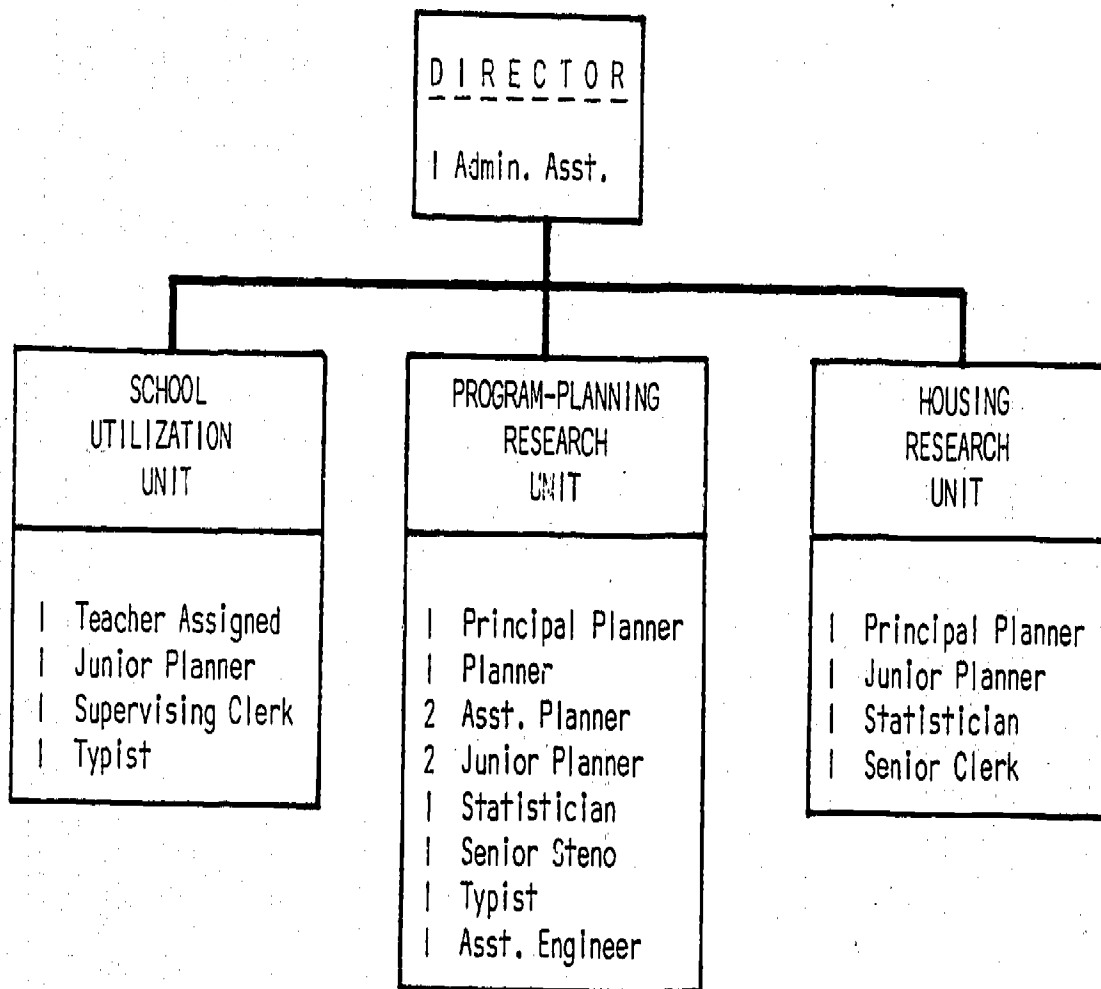 DIRECTOR
1 Admin. Asst.
SCHOOL
UTILIZATION
UNIT
1 Teacher Assigned
1 Junior Planner
1 Supervising Clerk
1 Typist
PROGRAM-PLANNING
RESEARCH
UNIT
1 Principal Planner
1 Planner
2 Asst. Planner
2 Junior Planner
1 Statistician
1 Senior Steno
1 Typist
1 Asst. Engineer
HOUSING
RESEARCH
UNIT
1 Principal Planner
1 Junior Planner
1 Statistician
1 Senior Clerk